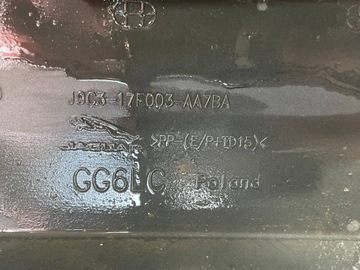 J9C3-17F003-AA7BA
JAGUAR >PP-(E/P+TD15)<
GG6LC Poland